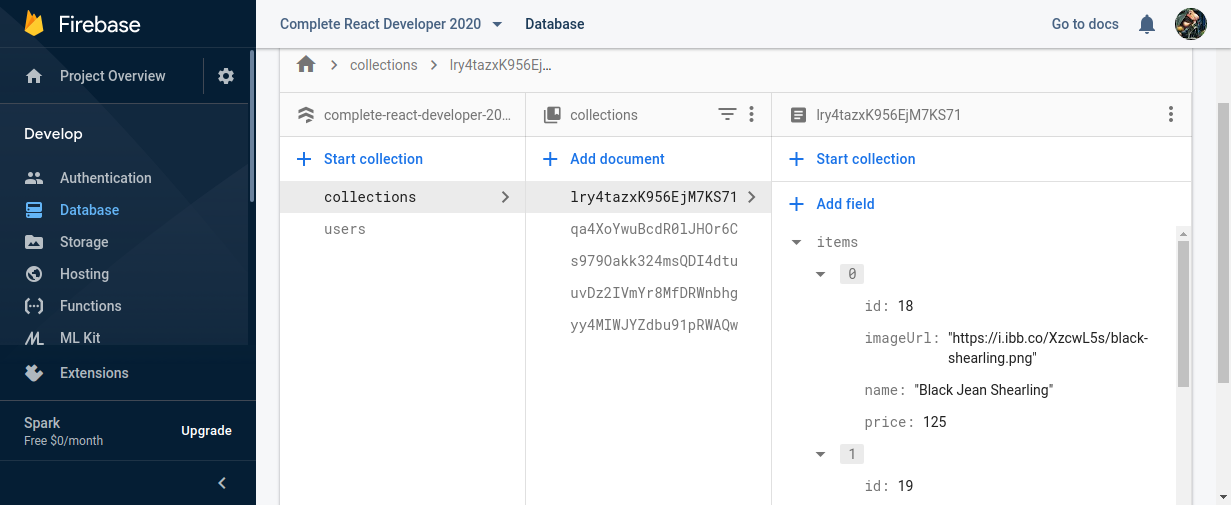 Firebase
Project Overview
Develop
Authentication
Database
Storage
Hosting
Functions
ML Kit
Extensions
Spark
Free $0/month
Upgrade
Complete React Developer 2020
Database
Go to docs
collections
lry4tazxK956Ej...
complete-react-developer-20...
Start collection
collections
users
collections
Add document
lry4tazxK956EjM7KS71
qa4XoYwuBcdR0lJHOr6C
s979Oakk324msQDI4dtu
uvDz2IVmYr8MfDRWnbhg
yy4MIWJYZdbu91pRWAQw
lry4tazxK956EjM7KS71
Start collection
Add field
items
0
id: 18
imageUrl: "https://i.ibb.co/XzcwL5s/black-
shearling.png"
name: "Black Jean Shearling"
price: 125
1
id: 19